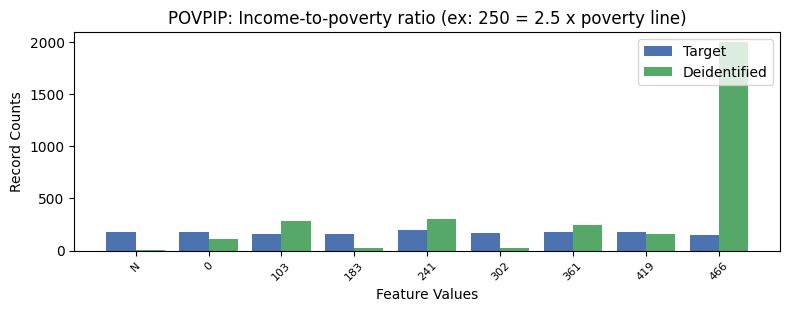 POVPIP: Income-to-poverty ratio (ex: 250 = 2.5 x poverty line)
2000
1500
1000
500
0
Record Counts
Target
Deidentified
N
0
103
183
241
302
361
419
466
Feature Values